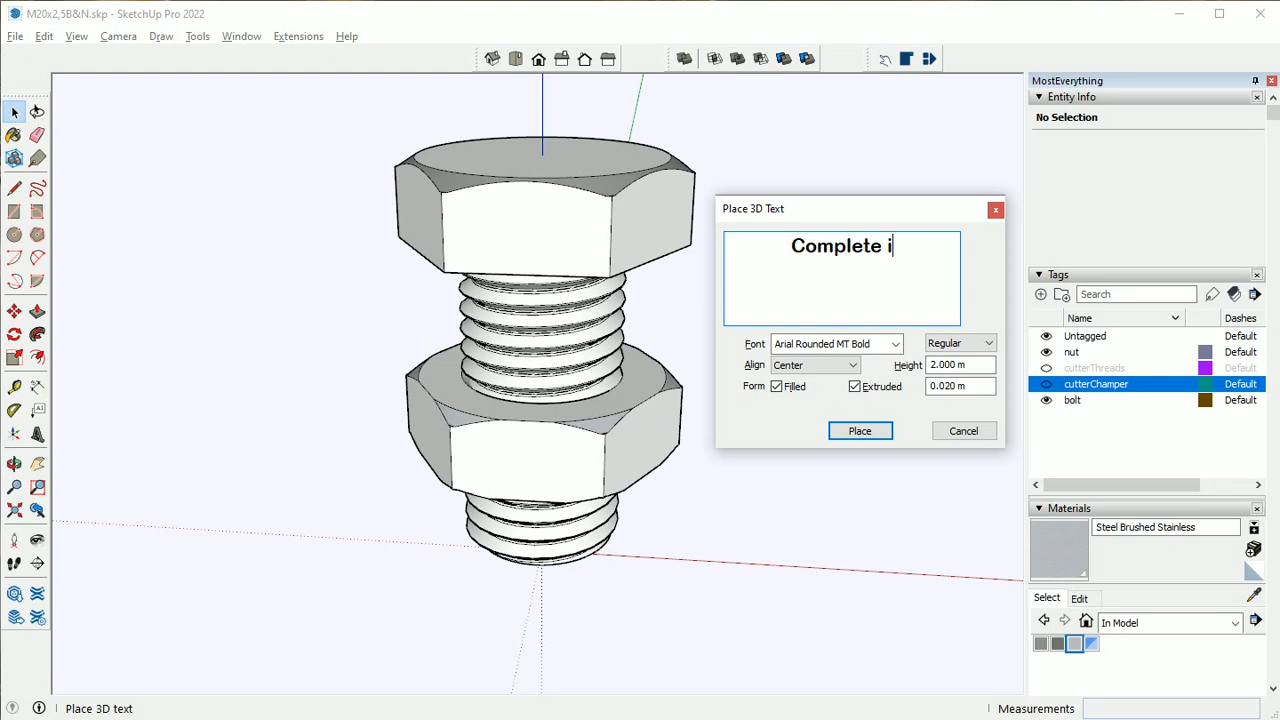 M20x2,5B&N.skp - SketchUp Pro 2022
File Edit View Camera Draw Tools Window Extensions Help
MostEverything
Entity Info
No Selection
Place 3D Text
Complete i
Font Arial Rounded MT Bold Regular
Align Center Height 2.000 m
Form Filled Extruded 0.020 m
Place Cancel
Tags
Search
Name Dashes
Untagged Default
nut Default
cutterThreads Default
cutterChamper Default
bolt Default
Materials
Steel Brushed Stainless
Select Edit
In Model
Place 3D text
Measurements